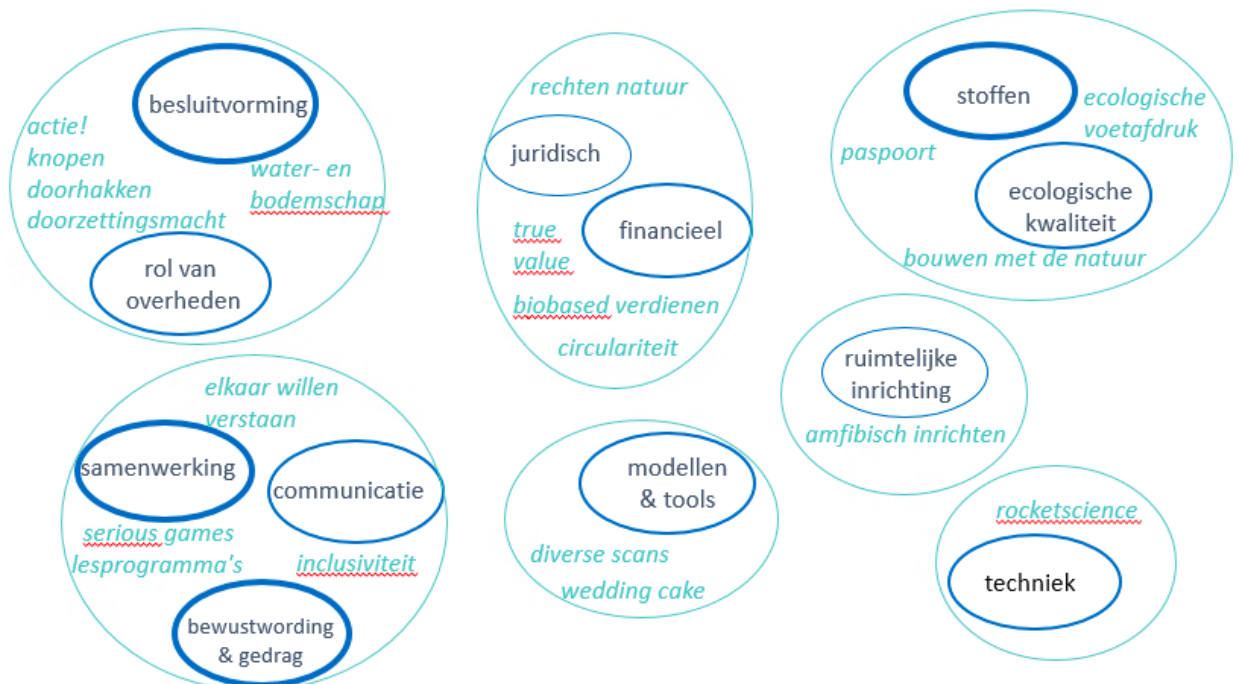 besluitvorming
actie!
knopen
doorhakken
doorzettingsmacht
water- en
bodemschap
rol van
overheden
rechten natuur
juridisch
financieel
true
value
biobased verdienen
circulariteit
stoffen
ecologische
voetafdruk
paspoort
ecologische
kwaliteit
bouwen met de natuur
ruimtelijke
inrichting
amfibisch inrichten
elkaar willen
verstaan
samenwerking
communicatie
serious games
lesprogramma's
inclusiviteit
bewustwording
& gedrag
modellen
& tools
diverse scans
wedding cake
rocketscience
techniek